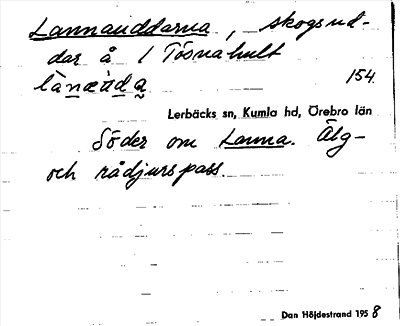 Lannauddarna, skogsud-
dar å 1 Tösnahult
154
Lerbäcks sn, Kumla hd, Örebro län
Söder om Lanna. Älg-
och rådjurspass.
Dan Höjdestrand 1958